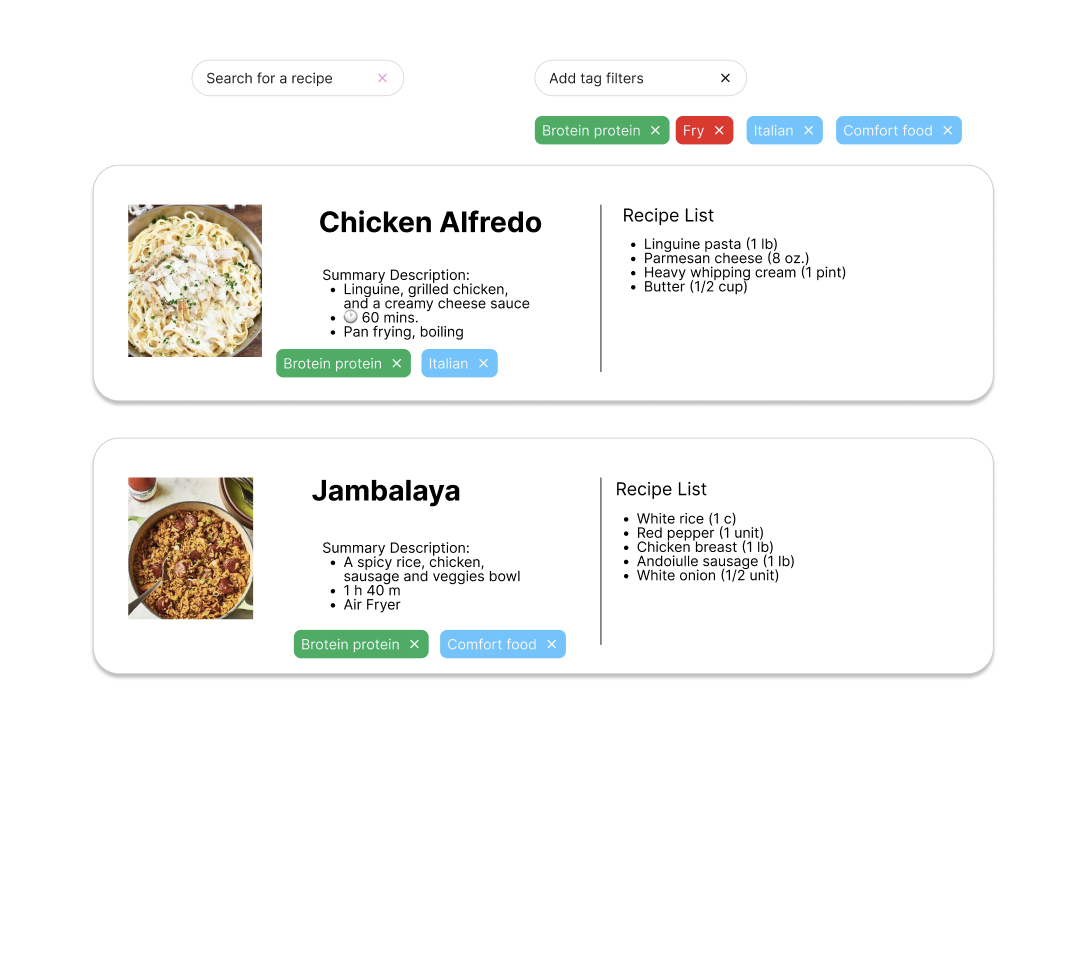 Search for a recipe
Add tag filters
Brotein protein
Fry
Italian
Comfort food
Chicken Alfredo
Summary Description:
• Linguine, grilled chicken,
and a creamy cheese sauce
• ⏱ 60 mins.
• Pan frying, boiling
Brotein protein
Italian
Recipe List
• Linguine pasta (1 lb)
• Parmesan cheese (8 oz.)
• Heavy whipping cream (1 pint)
• Butter (1/2 cup)
Jambalaya
Summary Description:
• A spicy rice, chicken,
sausage and veggies bowl
• 1 h 40 m
• Air Fryer
Brotein protein
Comfort food
Recipe List
• White rice (1 c)
• Red pepper (1 unit)
• Chicken breast (1 lb)
• Andoiulle sausage (1 lb)
• White onion (1/2 unit)